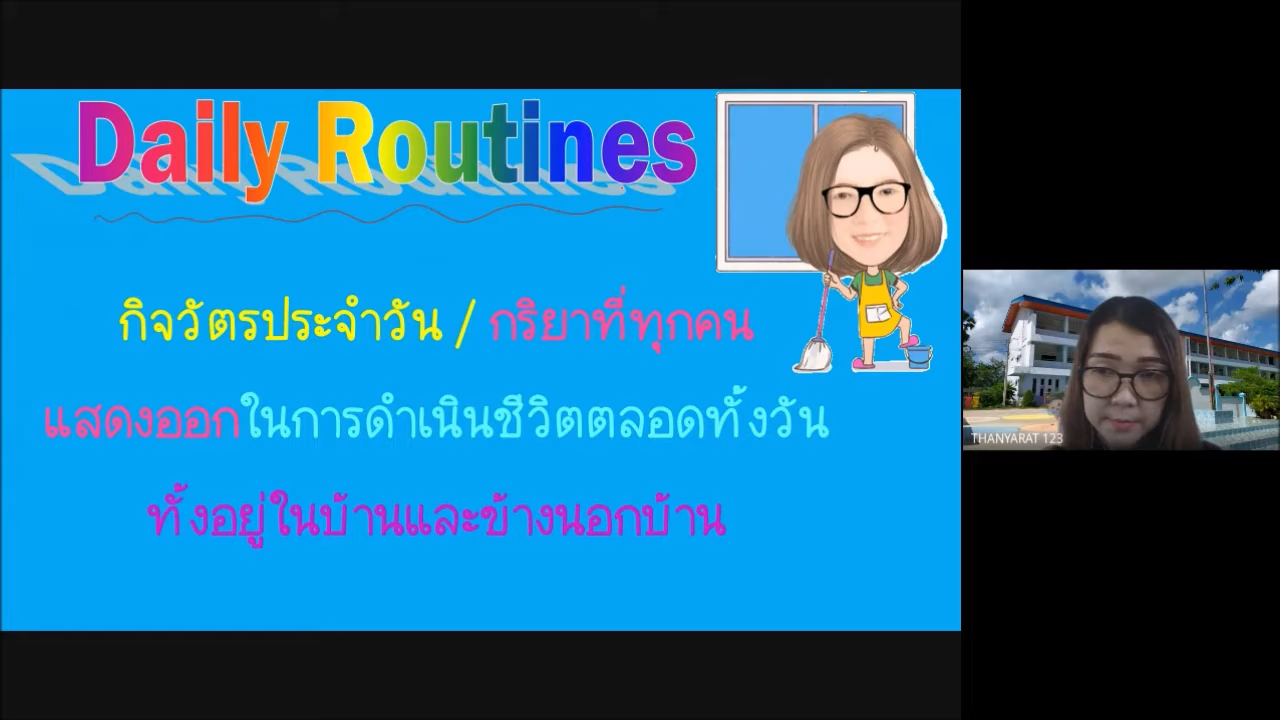 Daily Routines
กิจวัตรประจำวัน / กริยาที่ทุกคน
แสดงออกในการดำเนินชีวิตตลอดทั้งวัน
ทั้งอยู่ในบ้านและข้างนอกบ้าน
THANYARAT 123